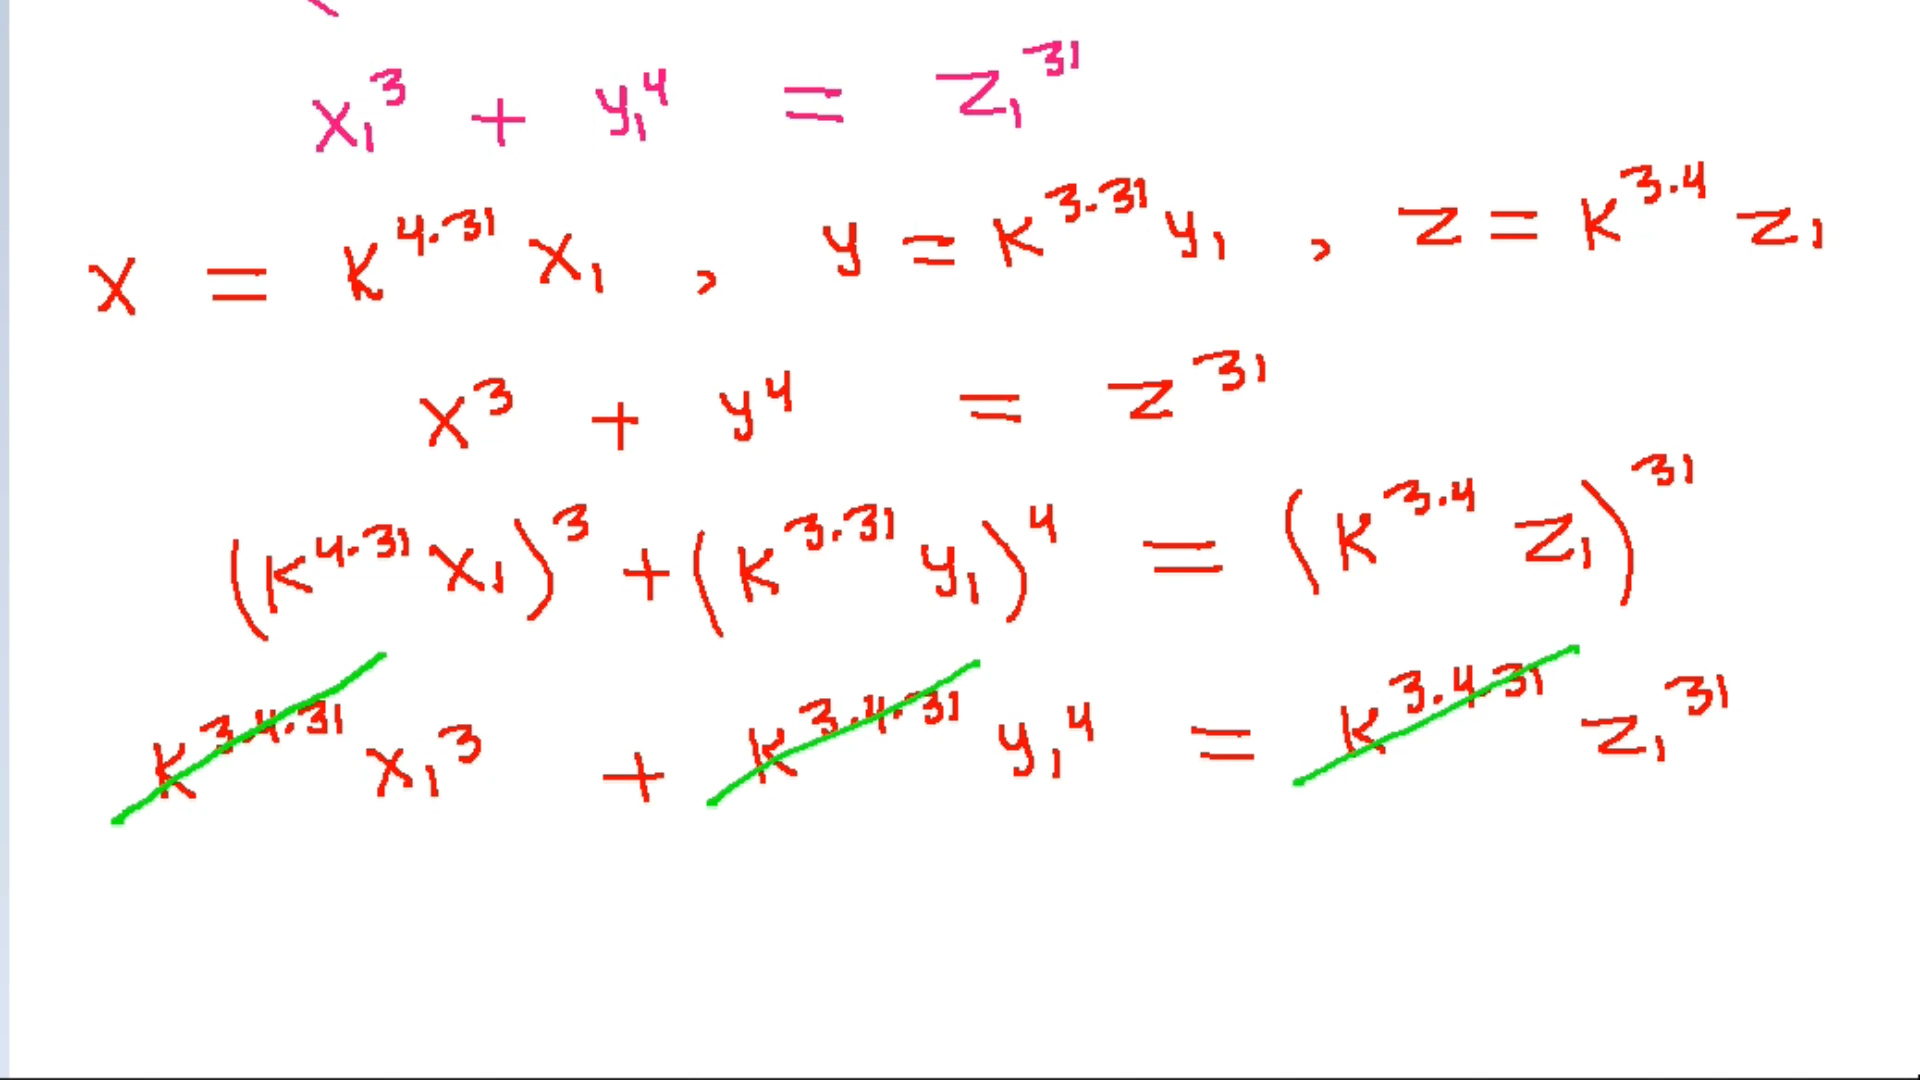 x₁³ + y₁⁴ = z₁³¹
x = k⁴·³¹ x₁ , y = k³·³¹ y₁ , z = k³·⁴ z₁
x³ + y⁴ = z³¹
(k⁴·³¹ x₁)³ + (k³·³¹ y₁)⁴ = (k³·⁴ z₁)³¹
k³·⁴·³¹ x₁³ + k³·⁴·³¹ y₁⁴ = k³·⁴·³¹ z₁³¹